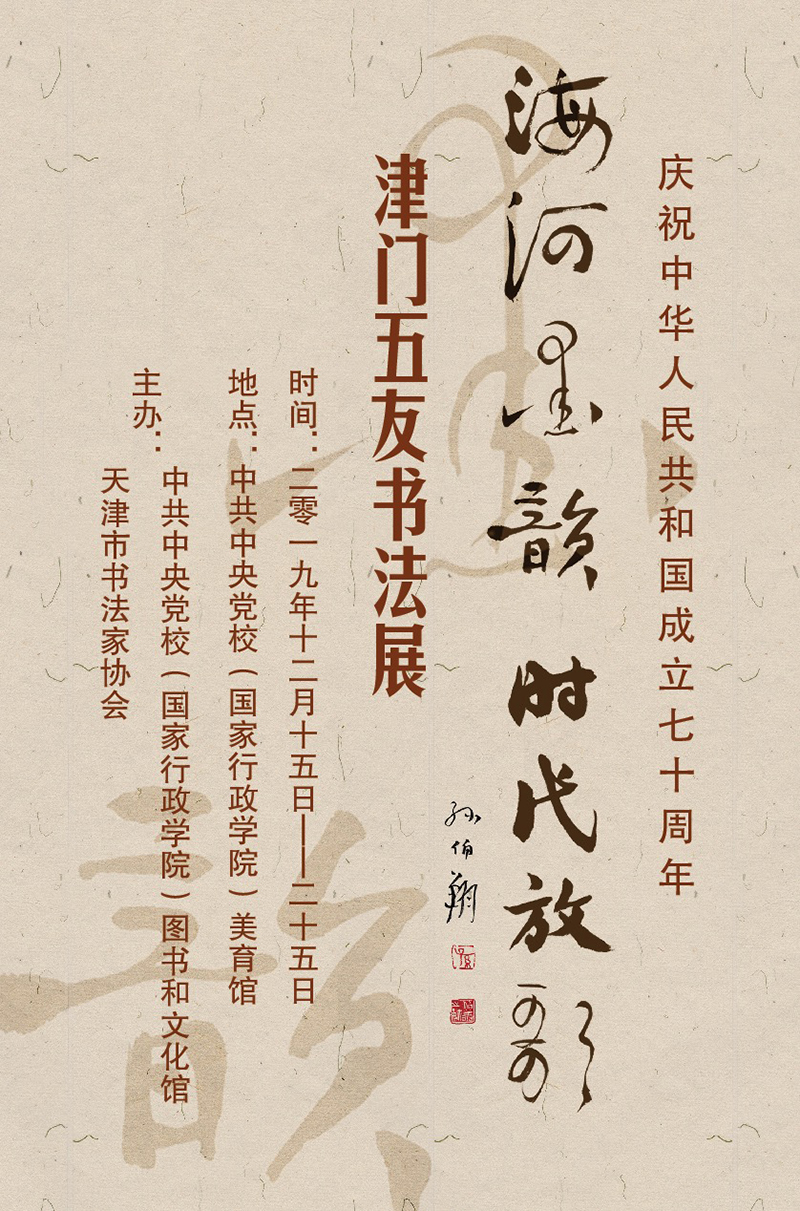 庆祝中华人民共和国成立七十周年
海河墨韵 时代放歌
孙伯翔
津门五友书法展
时间：二零一九年十二月十五日——二十五日
地点：中共中央党校（国家行政学院）美育馆
主办：中共中央党校（国家行政学院）图书和文化馆
天津市书法家协会